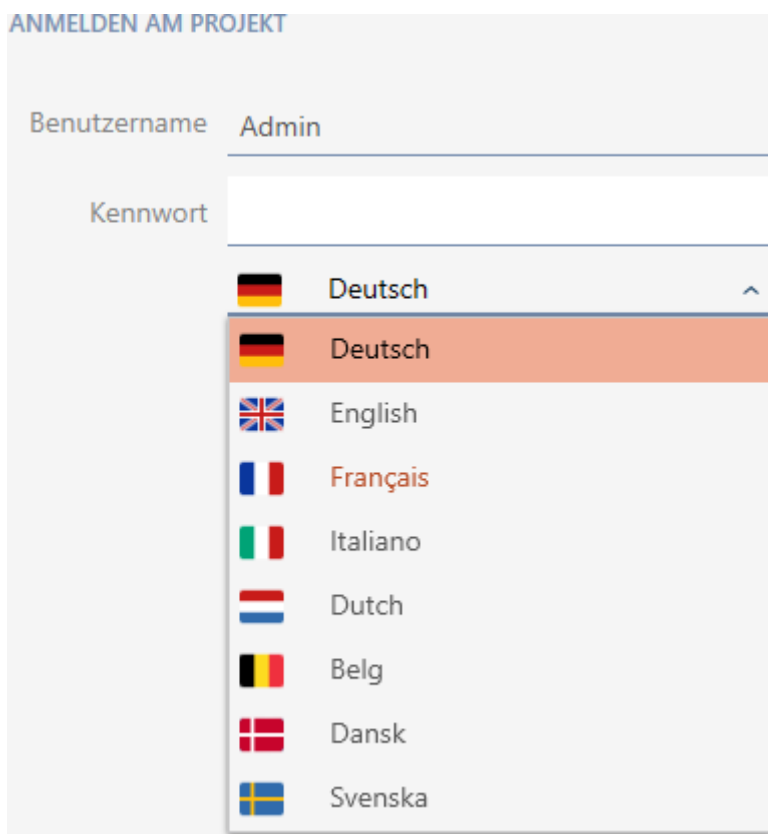 ANMELDEN AM PROJEKT
Benutzername Admin
Kennwort
Deutsch
Deutsch
English
Français
Italiano
Dutch
Belg
Dansk
Svenska